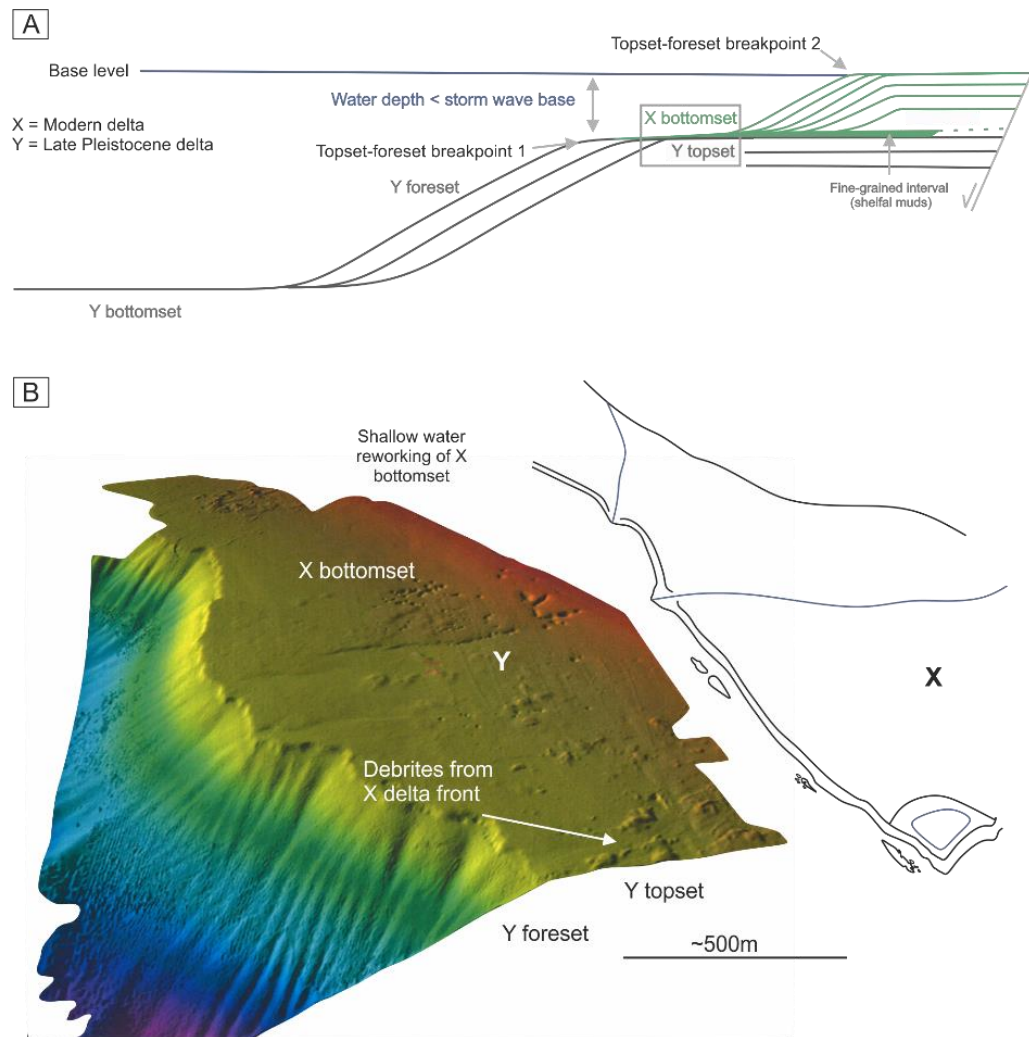 A
Topset-foreset breakpoint 2
Base level
Water depth < storm wave base
X = Modern delta
Y = Late Pleistocene delta
X bottomset
Topset-foreset breakpoint 1
Y topset
Y foreset
Fine-grained interval
(shelfal muds)
Y bottomset
B
Shallow water
reworking of X
bottomset
X bottomset
Y
X
Debrites from
X delta front
Y topset
Y foreset
~500m